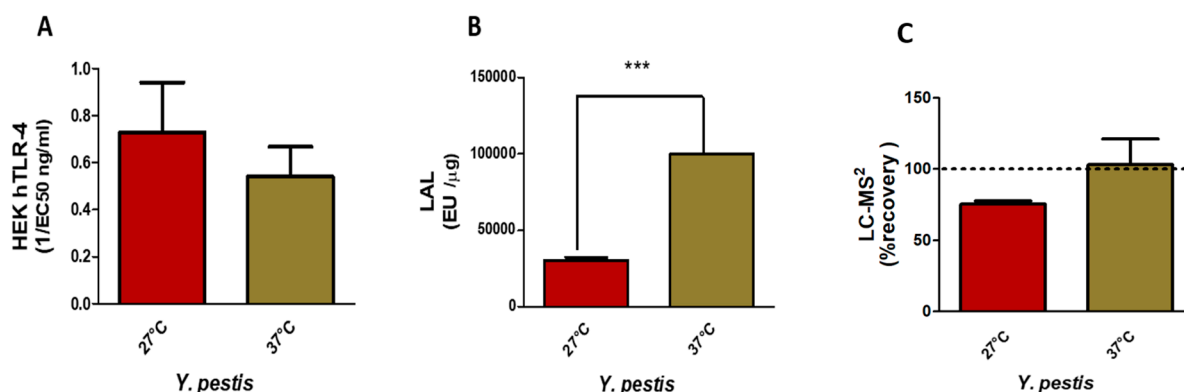 A
HEK hTLR-4
(1/EC50 ng/ml)
1.0
0.8
0.6
0.4
0.2
0.0
27°C
37°C
Y. pestis
B
LAL
(EU /μg)
150000
100000
50000
0
***
27°C
37°C
Y. pestis
C
LC-MS²
(%recovery )
150
100
50
0
27°C
37°C
Y. pestis